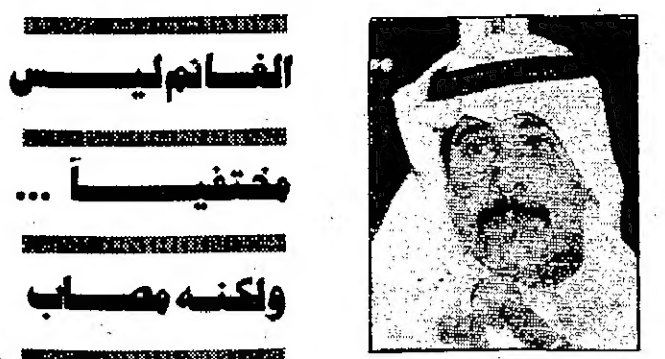 الغانم ليس
مختفياً ...
ولكنه مصاب